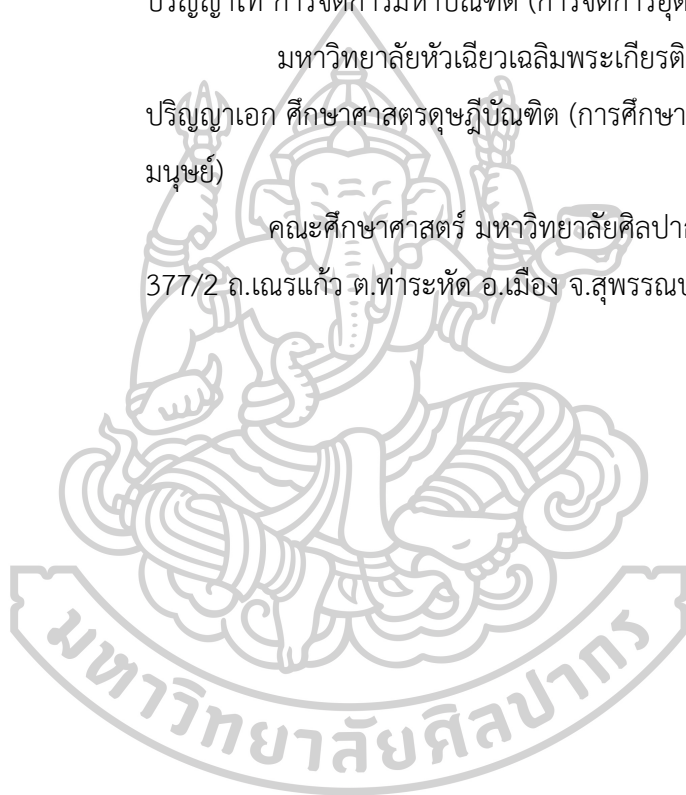 ปริญญาโท การจัดการมหาบัณฑิต (การจัดการอุต
มหาวิทยาลัยหัวเฉียวเฉลิมพระเกียรติ
ปริญญาเอก ศึกษาศาสตรดุษฎีบัณฑิต (การศึกษา
มนุษย์)
คณะศึกษาศาสตร์ มหาวิทยาลัยศิลปาก
377/2 ถ.เณรแก้ว ต.ท่าระหัด อ.เมือง จ.สุพรรณบ
มหาวิทยาลัยศิลปากร